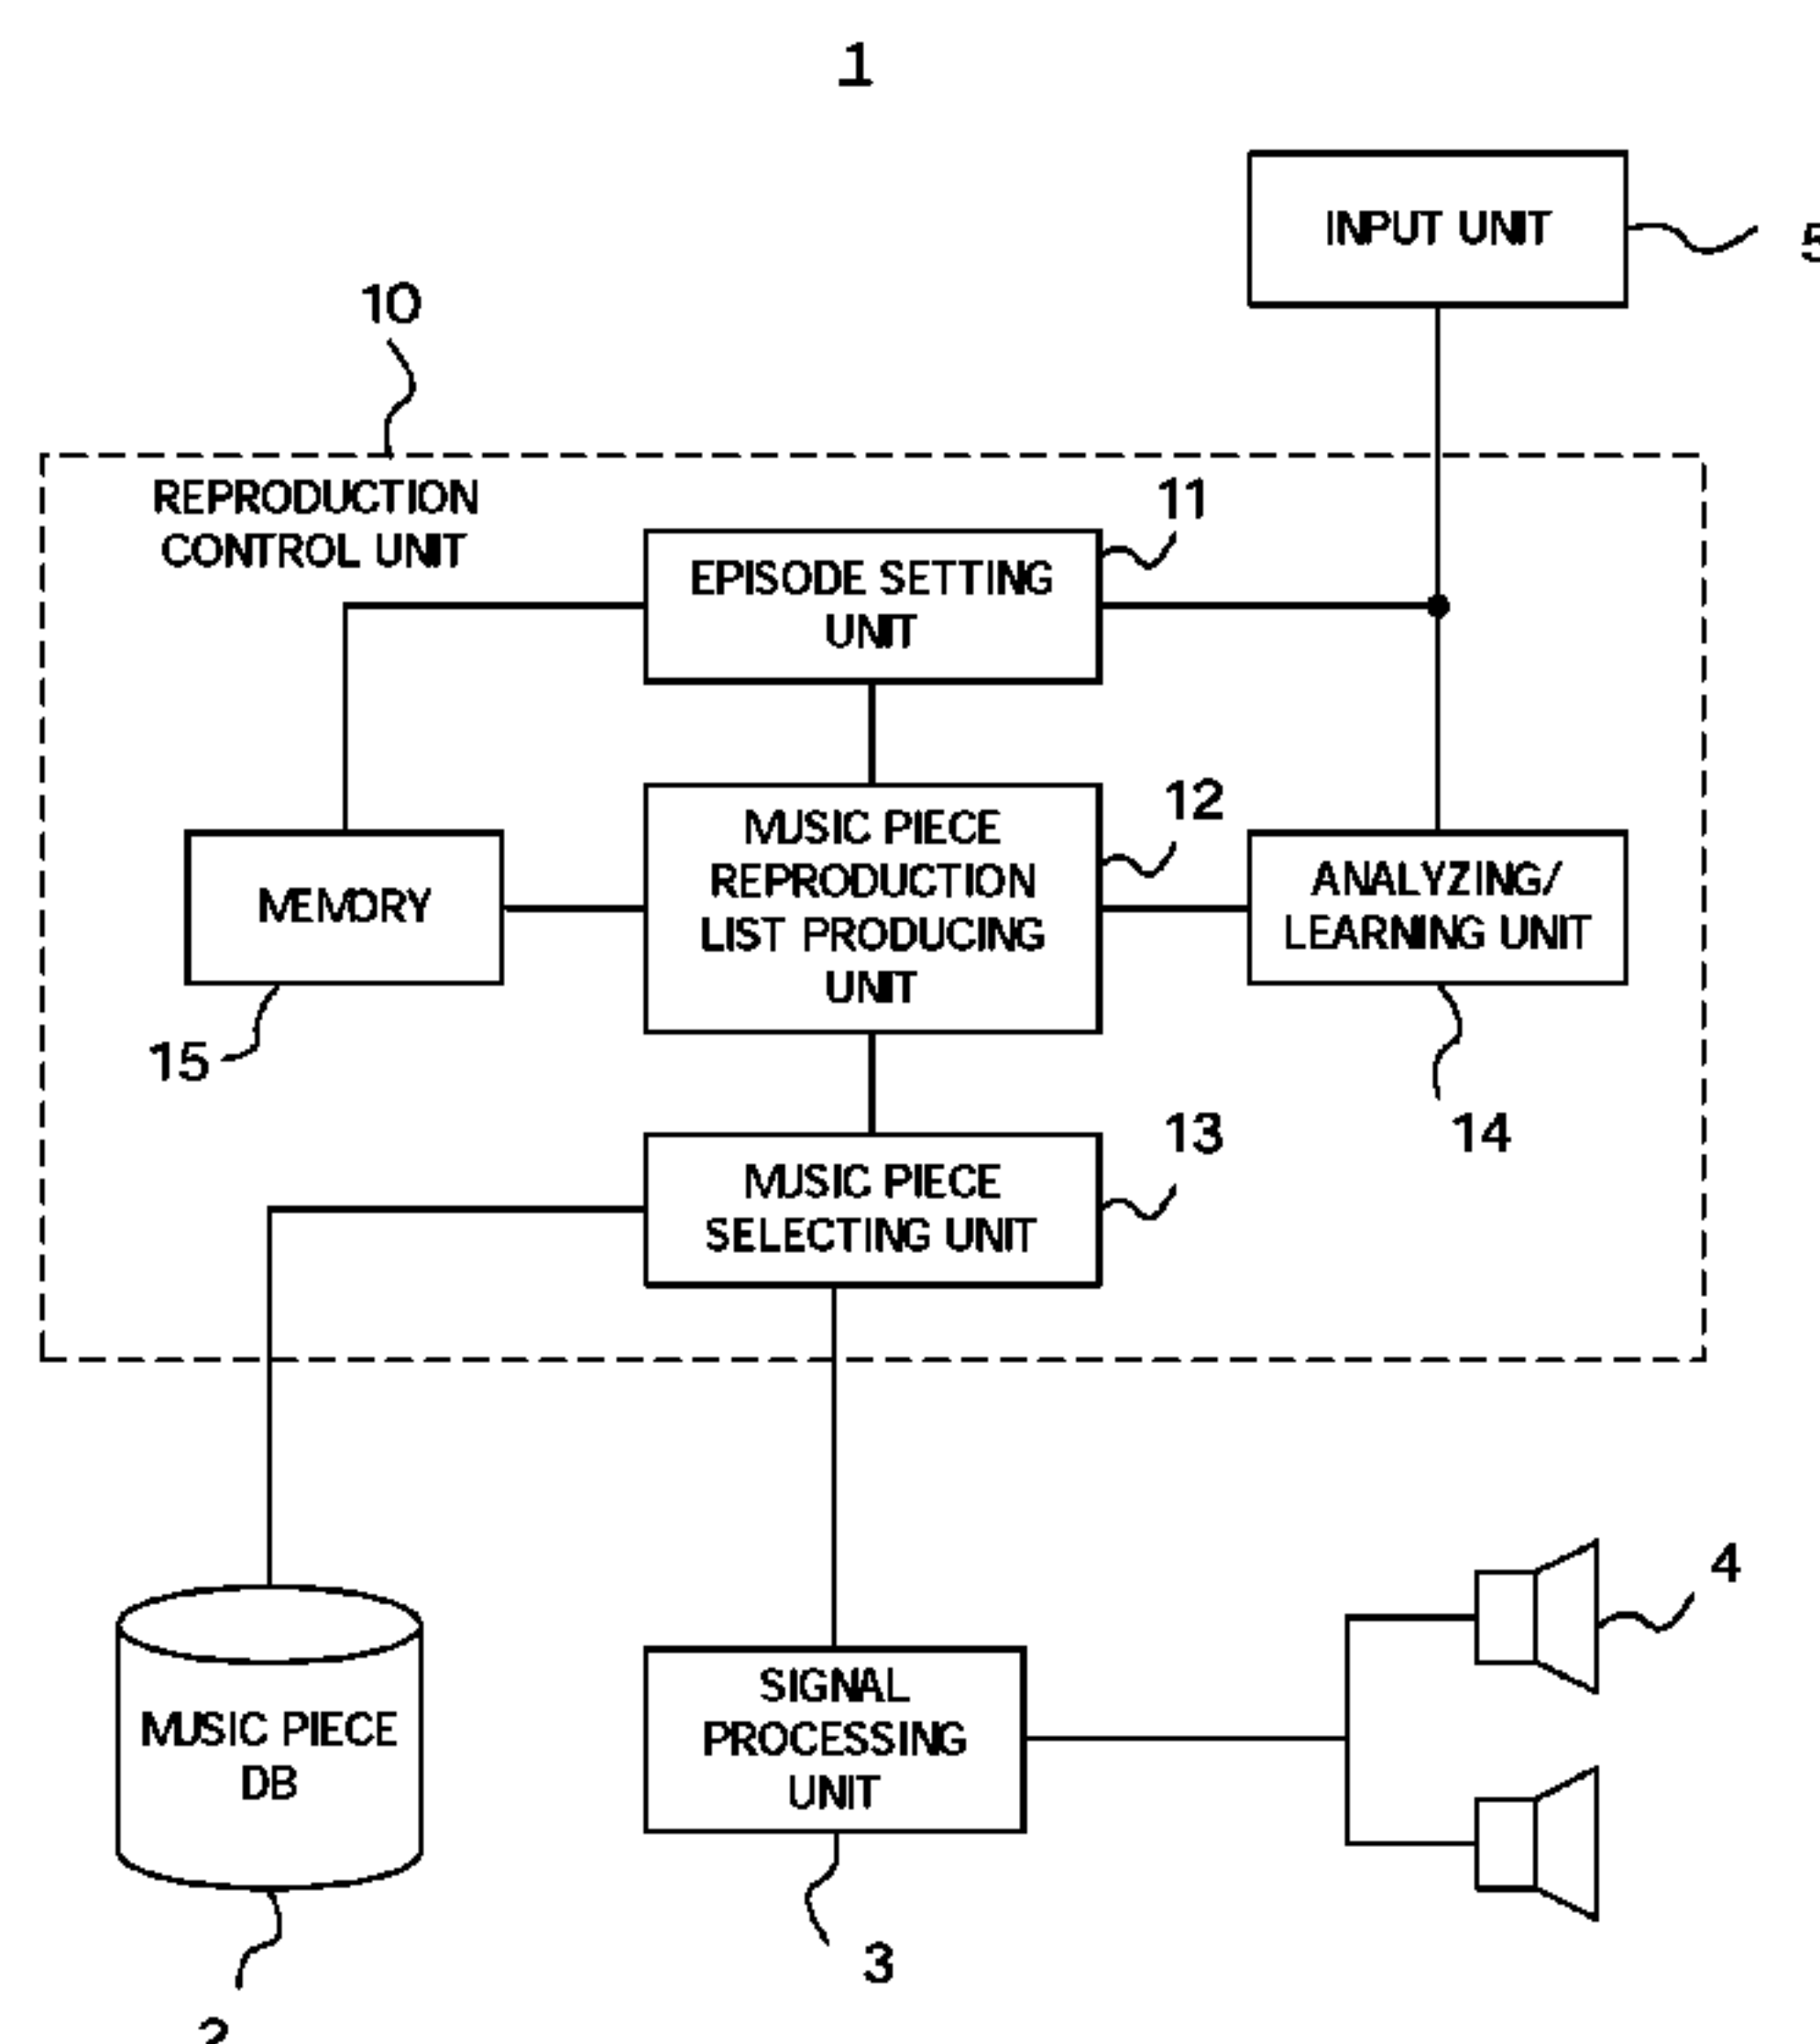 1
INPUT UNIT
5
10
REPRODUCTION
CONTROL UNIT
11
EPISODE SETTING
UNIT
12
MUSIC PIECE
REPRODUCTION
LIST PRODUCING
UNIT
MEMORY
ANALYZING/
LEARNING UNIT
15
14
13
MUSIC PIECE
SELECTING UNIT
4
MUSIC PIECE
DB
SIGNAL
PROCESSING
UNIT
3
2